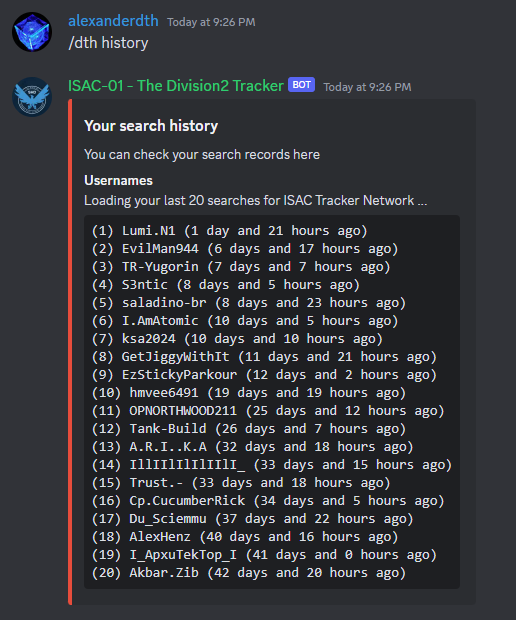 alexanderdth Today at 9:26 PM
/dth history
ISAC-01 - The Division2 Tracker BOT Today at 9:26 PM
Your search history
You can check your search records here
Usernames
Loading your last 20 searches for ISAC Tracker Network ...
(1) Lumi.N1 (1 day and 21 hours ago)
(2) EvilMan944 (6 days and 17 hours ago)
(3) TR-Yugorin (7 days and 7 hours ago)
(4) S3ntic (8 days and 5 hours ago)
(5) saladino-br (8 days and 23 hours ago)
(6) I.AmAtomic (10 days and 5 hours ago)
(7) ksa2024 (10 days and 10 hours ago)
(8) GetJiggyWithIt (11 days and 21 hours ago)
(9) EzStickyParkour (12 days and 2 hours ago)
(10) hmvee6491 (19 days and 19 hours ago)
(11) OPNORTHWOOD211 (25 days and 12 hours ago)
(12) Tank-Build (26 days and 7 hours ago)
(13) A.R.I..K.A (32 days and 18 hours ago)
(14) IllIIlIlIlIIlI_ (33 days and 15 hours ago)
(15) Trust.- (33 days and 18 hours ago)
(16) Cp.CucumberRick (34 days and 5 hours ago)
(17) Du_Sciemmu (37 days and 22 hours ago)
(18) AlexHenz (40 days and 16 hours ago)
(19) I_ApxuTekTop_I (41 days and 0 hours ago)
(20) Akbar.Zib (42 days and 20 hours ago)